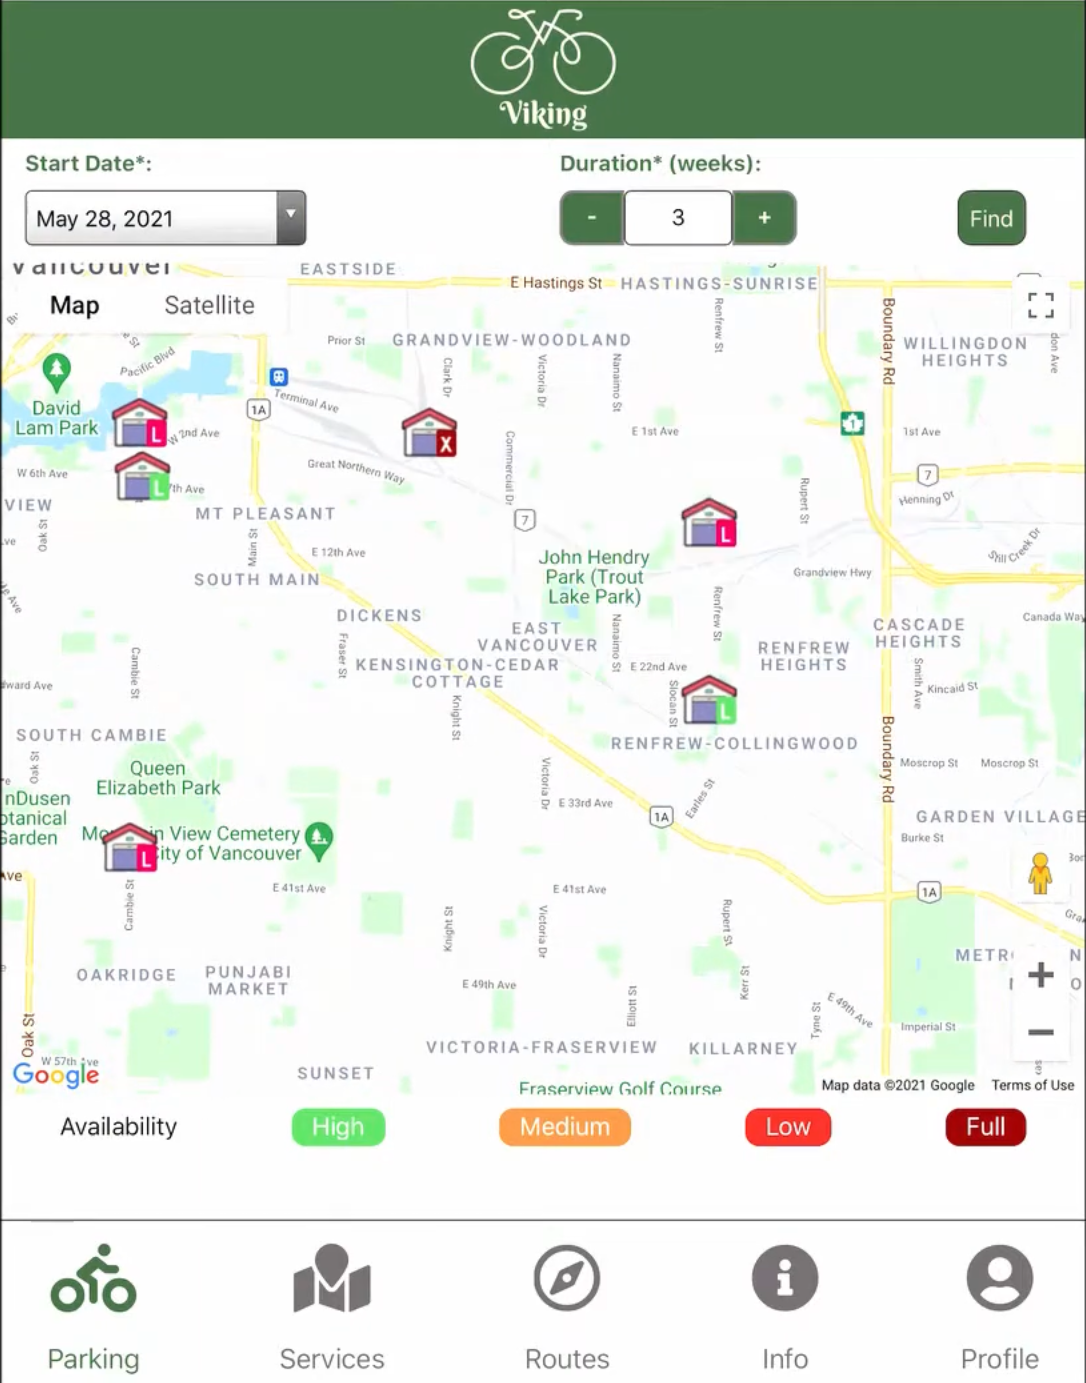 Viking
Start Date*:
Duration* (weeks):
May 28, 2021
-
3
+
Find
Vancouver
EASTSIDE
E Hastings St
HASTINGS-SUNRISE
Map
Satellite
Renfrew St
Boundary Rd
Prior St
GRANDVIEW-WOODLAND
WILLINGDON
HEIGHTS
Pacific Blvd
Clark Dr
Victoria Dr
Nanaimo St
David
Lam Park
Terminal Ave
1A
L
W 2nd Ave
X
E 1st Ave
1
1st Ave
W 6th Ave
Great Northern Way
Commercial Dr
7
L
7th Ave
Rupert St
Henning Dr
VIEW
MT PLEASANT
7
L
Oak St
Main St
E 12th Ave
John Hendry
Park (Trout
Lake Park)
Still Creek Dr
Grandview Hwy
SOUTH MAIN
DICKENS
Renfrew St
Canada Way
EAST
VANCOUVER
CASCADE
HEIGHTS
Fraser St
Nanaimo St
RENFREW
HEIGHTS
Cambie St
KENSINGTON-CEDAR
COTTAGE
E 22nd Ave
Smith Ave
Kincaid St
dward Ave
Knight St
Slocan St
L
SOUTH CAMBIE
RENFREW-COLLINGWOOD
Boundary Rd
Oak St
Queen
Elizabeth Park
Victoria Dr
Moscrop St
Moscrop St
nDusen
otanical
Garden
E 33rd Ave
1A
Earles St
GARDEN VILLAGE
Mo
n View Cemetery
City of Vancouver
L
Burke St
Ave
E 41st Ave
E 41st Ave
1A
Cambie St
Knight St
Victoria Dr
Rupert St
OAKRIDGE
PUNJABI
MARKET
METR
N
Kerr St
E 49th Ave
Elliott St
Tyne St
E 49th Ave
Imperial St
Oak St
VICTORIA-FRASERVIEW
KILLARNEY
W 57th Ave
Google
SUNSET
Fraserview Golf Course
Map data ©2021 Google
Terms of Use
Availability
High
Medium
Low
Full
Parking
Services
Routes
Info
Profile